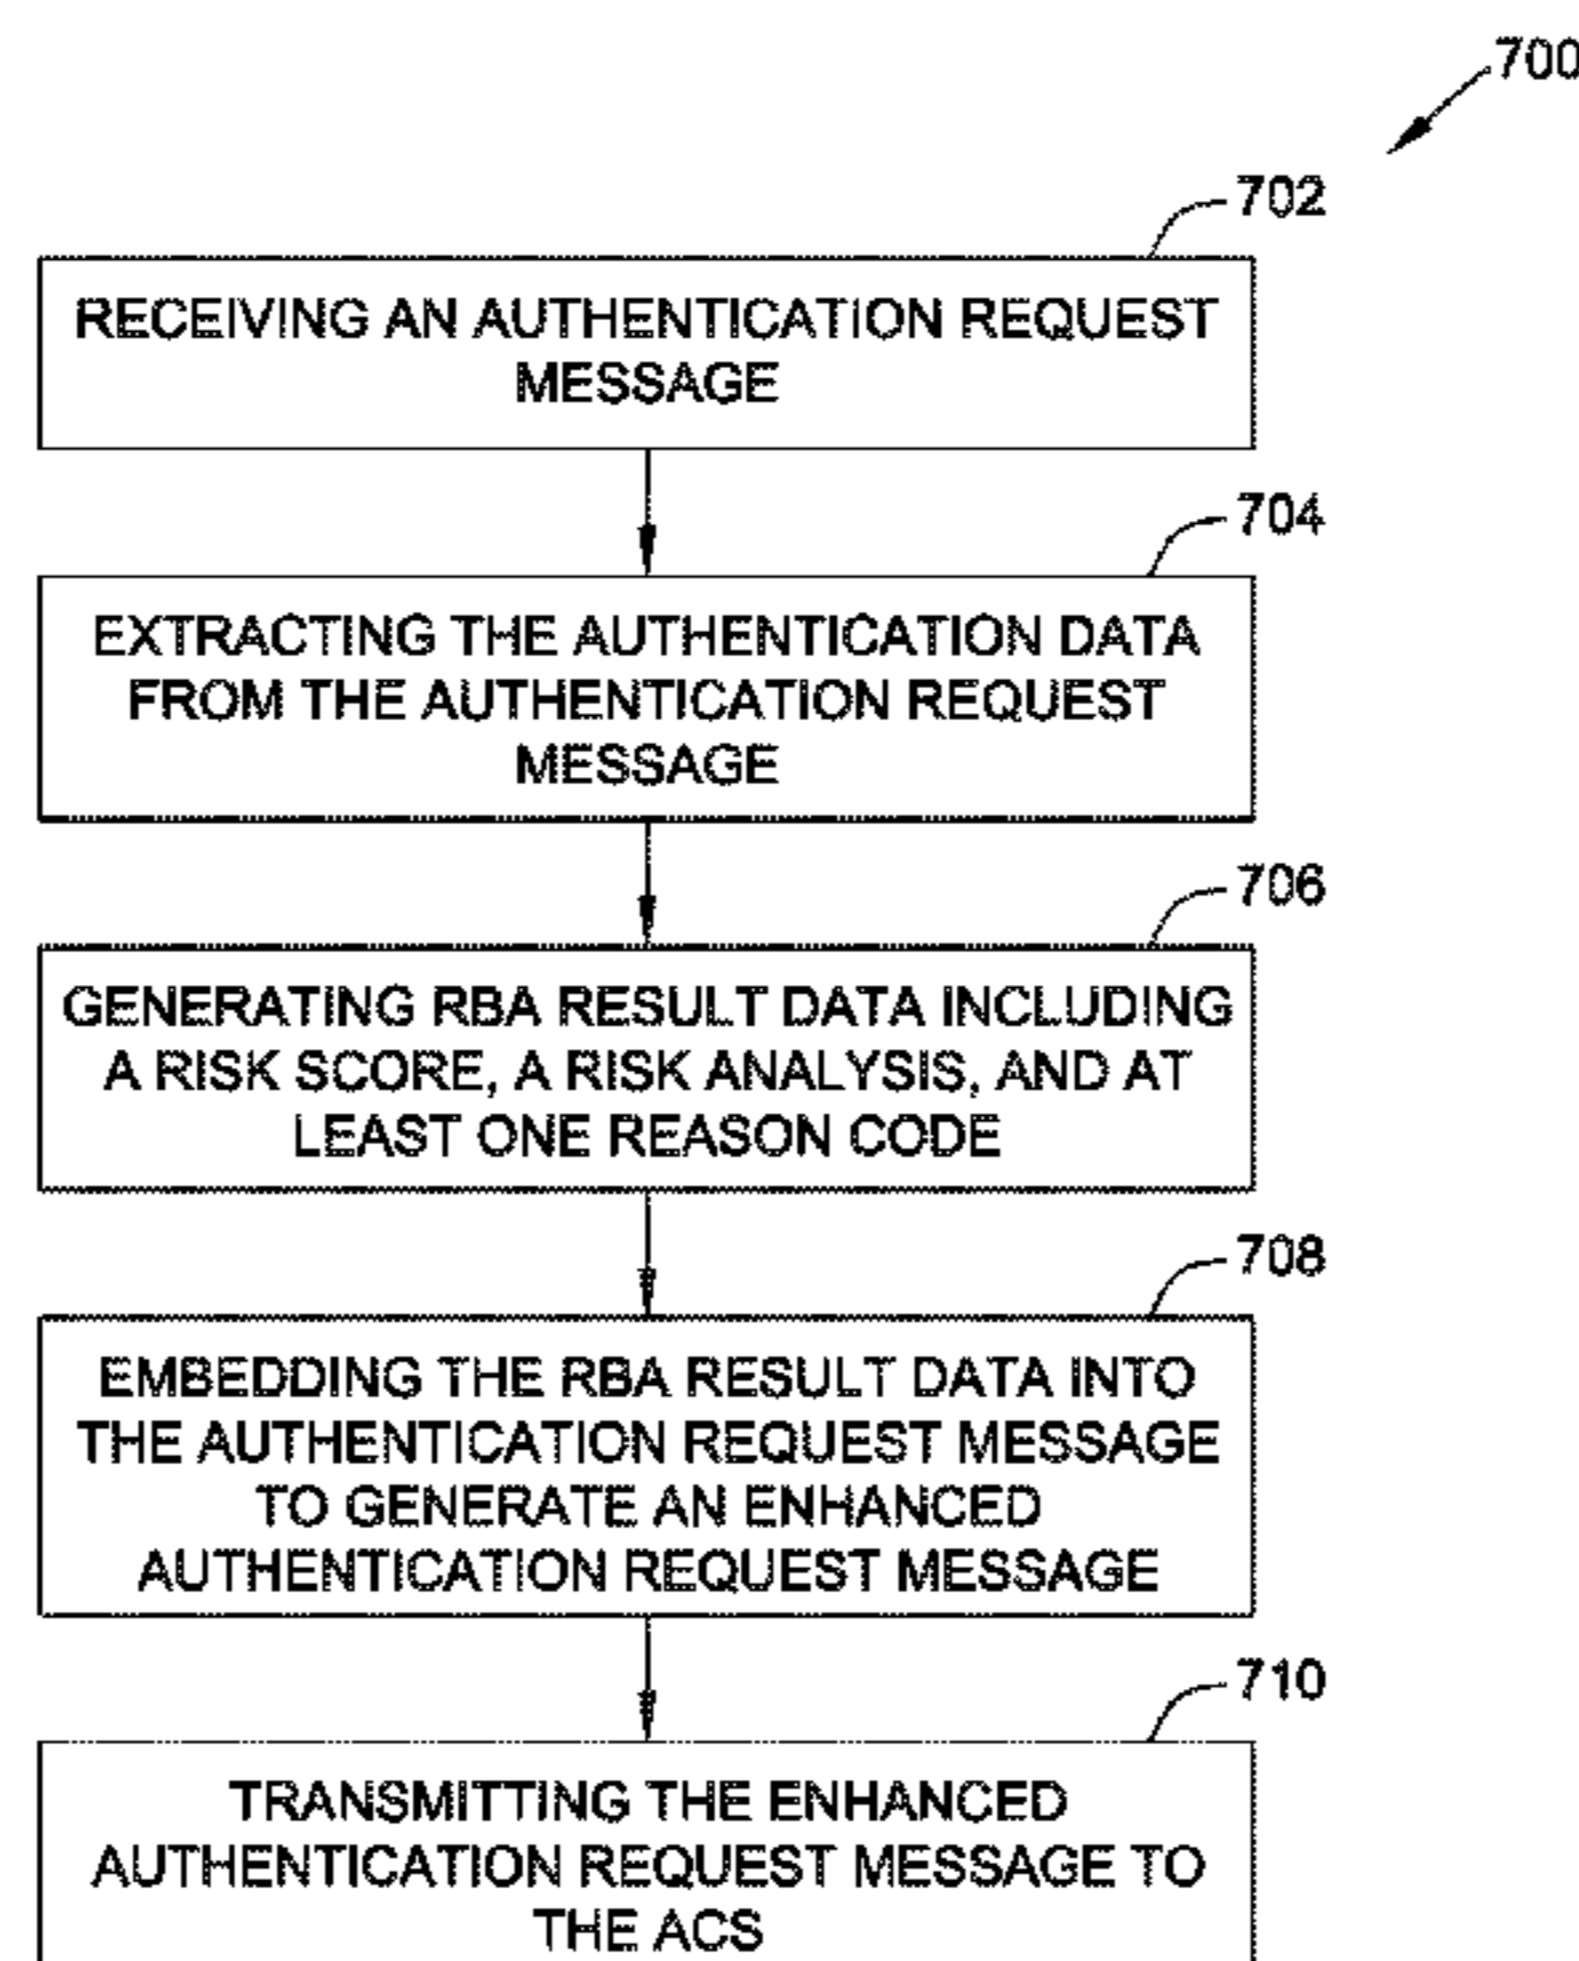 700
702
RECEIVING AN AUTHENTICATION REQUEST
MESSAGE
704
EXTRACTING THE AUTHENTICATION DATA
FROM THE AUTHENTICATION REQUEST
MESSAGE
706
GENERATING RBA RESULT DATA INCLUDING
A RISK SCORE, A RISK ANALYSIS, AND AT
LEAST ONE REASON CODE
708
EMBEDDING THE RBA RESULT DATA INTO
THE AUTHENTICATION REQUEST MESSAGE
TO GENERATE AN ENHANCED
AUTHENTICATION REQUEST MESSAGE
710
TRANSMITTING THE ENHANCED
AUTHENTICATION REQUEST MESSAGE TO
THE ACS